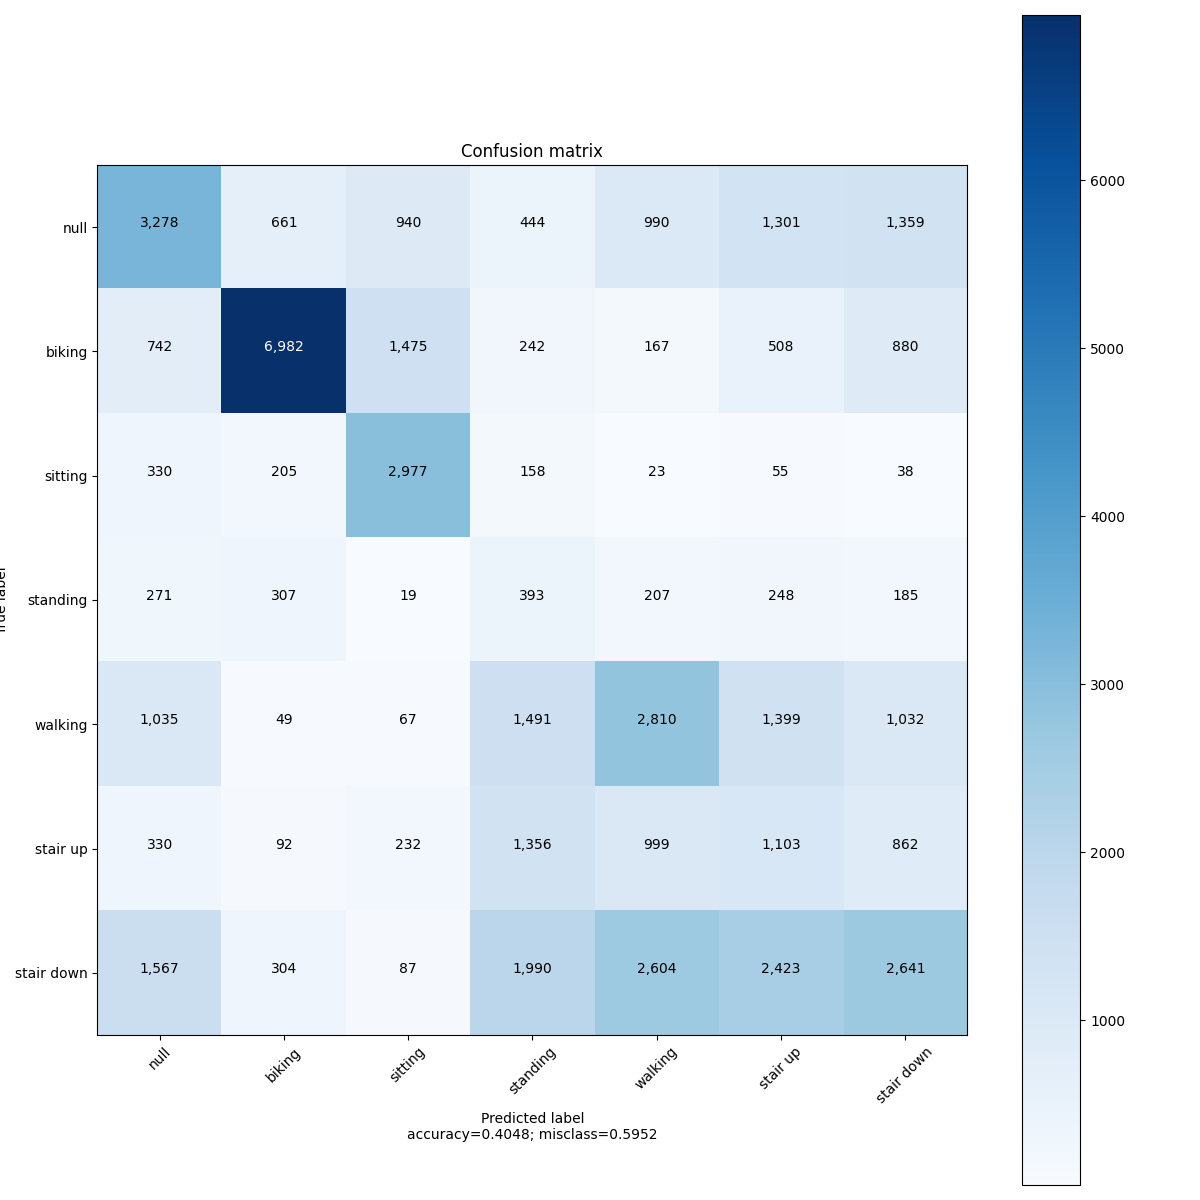 Confusion matrix
null 3,278 661 940 444 990 1,301 1,359
biking 742 6,982 1,475 242 167 508 880
sitting 330 205 2,977 158 23 55 38
standing 271 307 19 393 207 248 185
walking 1,035 49 67 1,491 2,810 1,399 1,032
stair up 330 92 232 1,356 999 1,103 862
stair down 1,567 304 87 1,990 2,604 2,423 2,641
null biking sitting standing walking stair up stair down
Predicted label
accuracy=0.4048; misclass=0.5952
True label
6000
5000
4000
3000
2000
1000